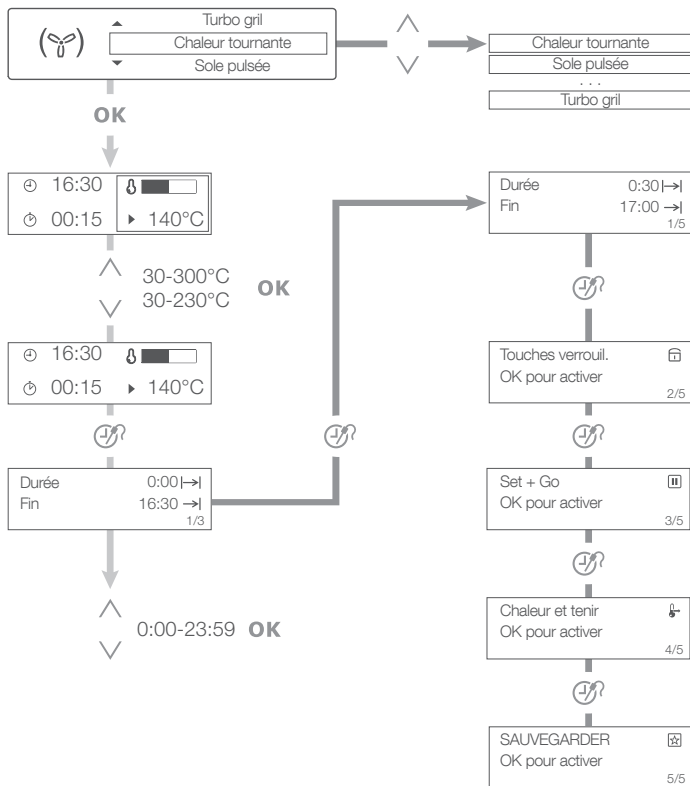 Turbo gril
Chaleur tournante
Sole pulsée
Chaleur tournante
Sole pulsée
. . .
Turbo gril
OK
16:30
00:15 140°C
30-300°C
30-230°C
OK
16:30
00:15 140°C
Durée 0:00
Fin 16:30
1/3
0:00-23:59 OK
Durée 0:30
Fin 17:00
1/5
Touches verrouil.
OK pour activer
2/5
Set + Go
OK pour activer
3/5
Chaleur et tenir
OK pour activer
4/5
SAUVEGARDER
OK pour activer
5/5